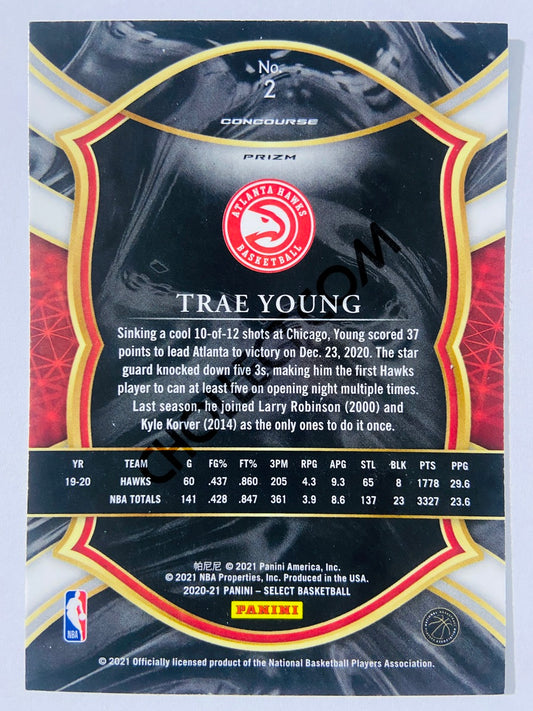 No.
2
CONCOURSE
PRIZM
ATLANTA HAWKS
BASKETBALL
TRAE YOUNG
Sinking a cool 10-of-12 shots at Chicago, Young scored 37
points to lead Atlanta to victory on Dec. 23, 2020. The star
guard knocked down five 3s, making him the first Hawks
player to can at least five on opening night multiple times.
Last season, he joined Larry Robinson (2000) and
Kyle Korver (2014) as the only ones to do it once.
YR TEAM G FG% FT% 3PM RPG APG STL BLK PTS PPG
19-20 HAWKS 60 .437 .860 205 4.3 9.3 65 8 1778 29.6
NBA TOTALS 141 .428 .847 361 3.9 8.6 137 23 3327 23.6
帕尼尼 © 2021 Panini America, Inc.
© 2021 NBA Properties, Inc. Produced in the USA.
2020-21 PANINI – SELECT BASKETBALL
PANINI
NBA
© 2021 Officially licensed product of the National Basketball Players Association.